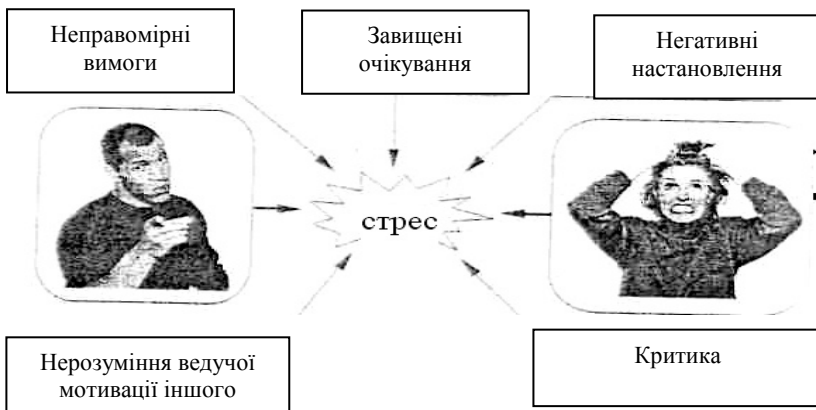 Неправомірні
вимоги
Завищені
очікування
Негативні
настановлення
стрес
Нерозуміння ведучої
мотивації іншого
Критика